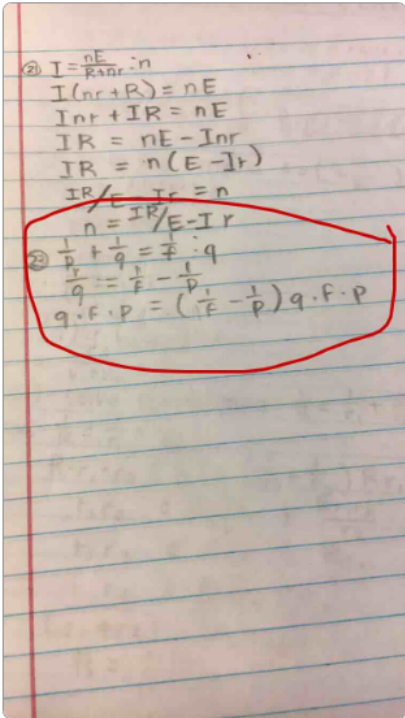 ㉑ I = nE/R+nr : n
I(nr+R) = nE
Inr + IR = nE
IR = nE - Inr
IR = n(E - Ir)
IR/E - Ir = n
n = IR/E - Ir
1/p + 1/q = 1/f : q
1/q = 1/f - 1/p
q · f · p = (1/f - 1/p) q · f · p